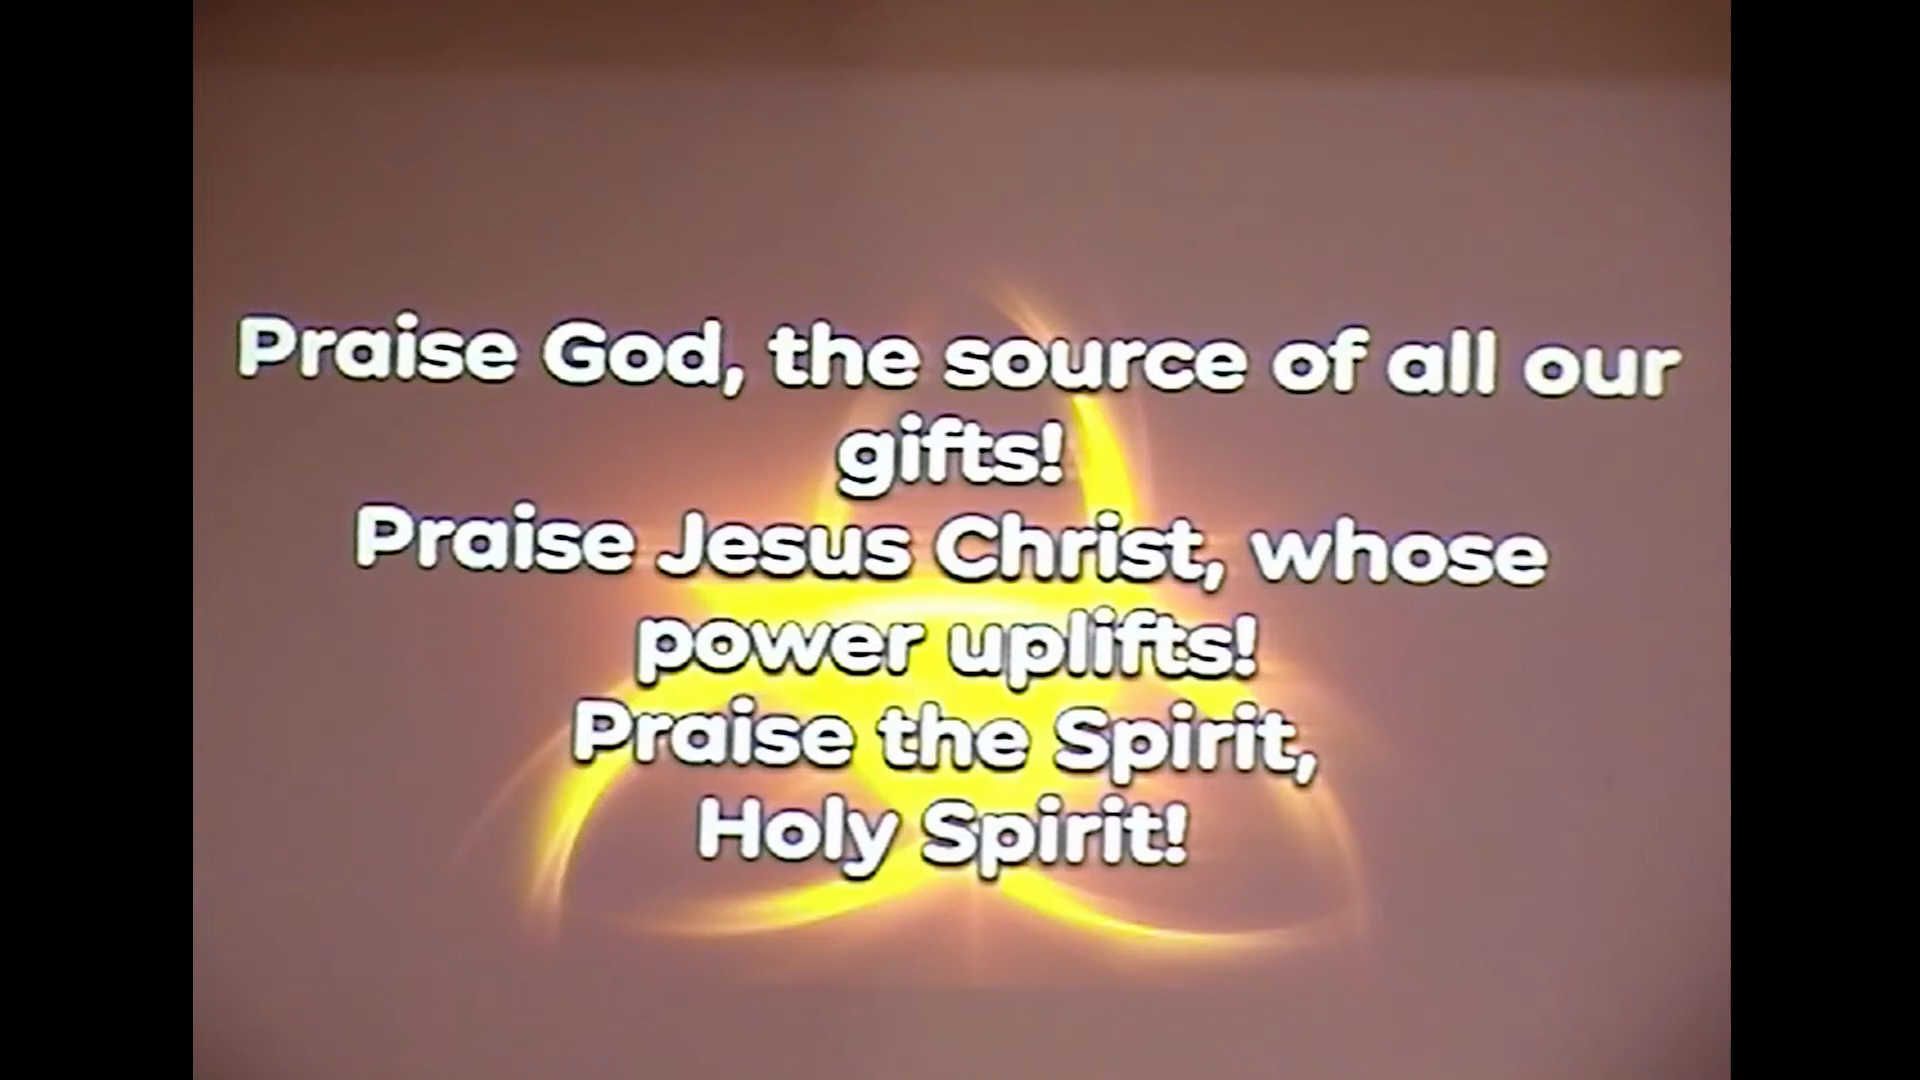 Praise God, the source of all our
gifts!
Praise Jesus Christ, whose
power uplifts!
Praise the Spirit,
Holy Spirit!